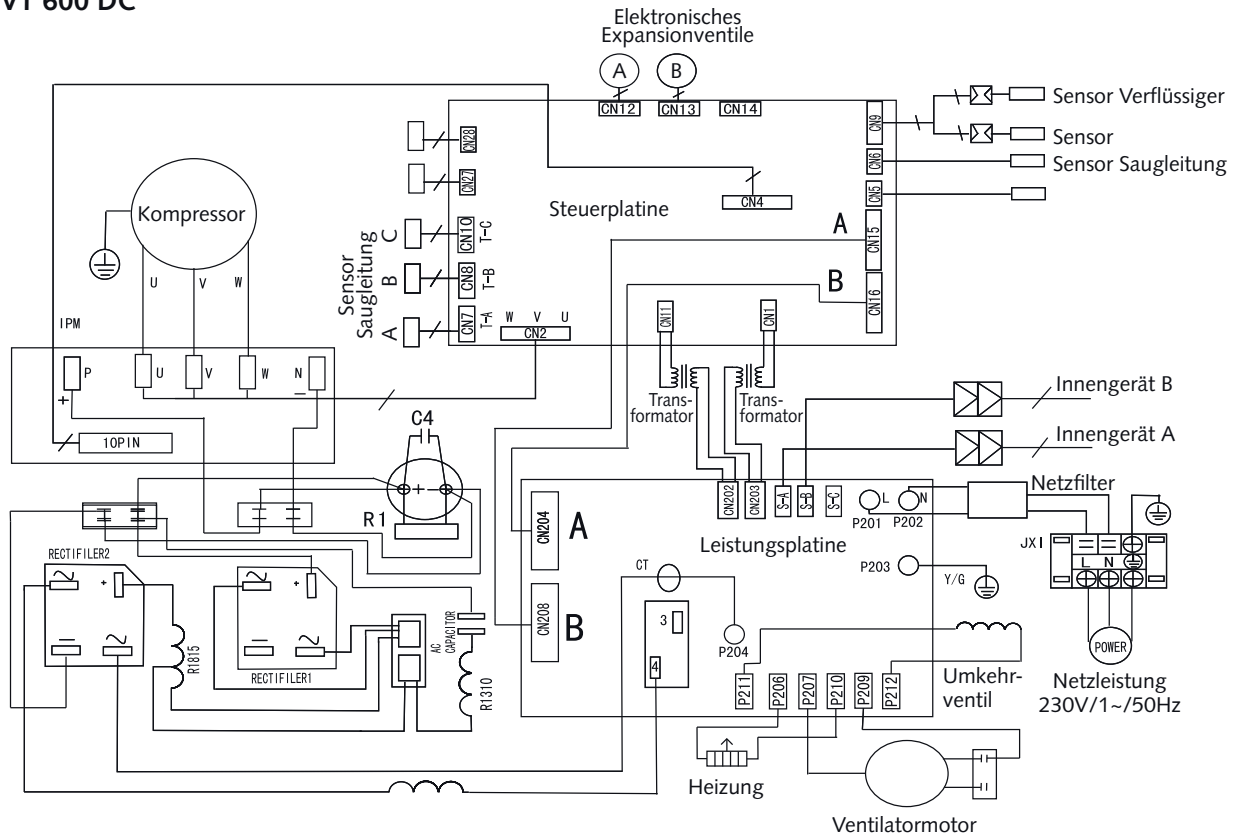 VT 600 DC
Elektronisches
Expansionventile
A
B
CN12
CN13
CN14
CN9
Sensor Verflüssiger
Sensor
CN28
CN6
Sensor Saugleitung
CN27
CN5
CN4
Kompressor
Steuerplatine
A
CN15
Sensor
Saugleitung
C
CN10
T-C
B
CN8
T-B
A
CN7
T-A
B
CN16
U
V
W
W V U
CN2
CN11
CN1
IPM
P
U
V
W
N
+
–
10PIN
Trans-
formator
Trans-
formator
Innengerät B
Innengerät A
C4
+
–
R1
CN202
CN203
S-A
S-B
S-C
L
N
P201
P202
Netzfilter
CN204
A
Leistungsplatine
JX1
L N
RECTIFILER2
+
RECTIFILER1
+
R1815
AC
CAPACITOR
R1310
CT
3
4
P203
Y/G
CN208
B
P204
POWER
P211
P206
P207
P210
P209
P212
Umkehr-
ventil
Netzleistung
230V/1~/50Hz
Heizung
Ventilatormotor